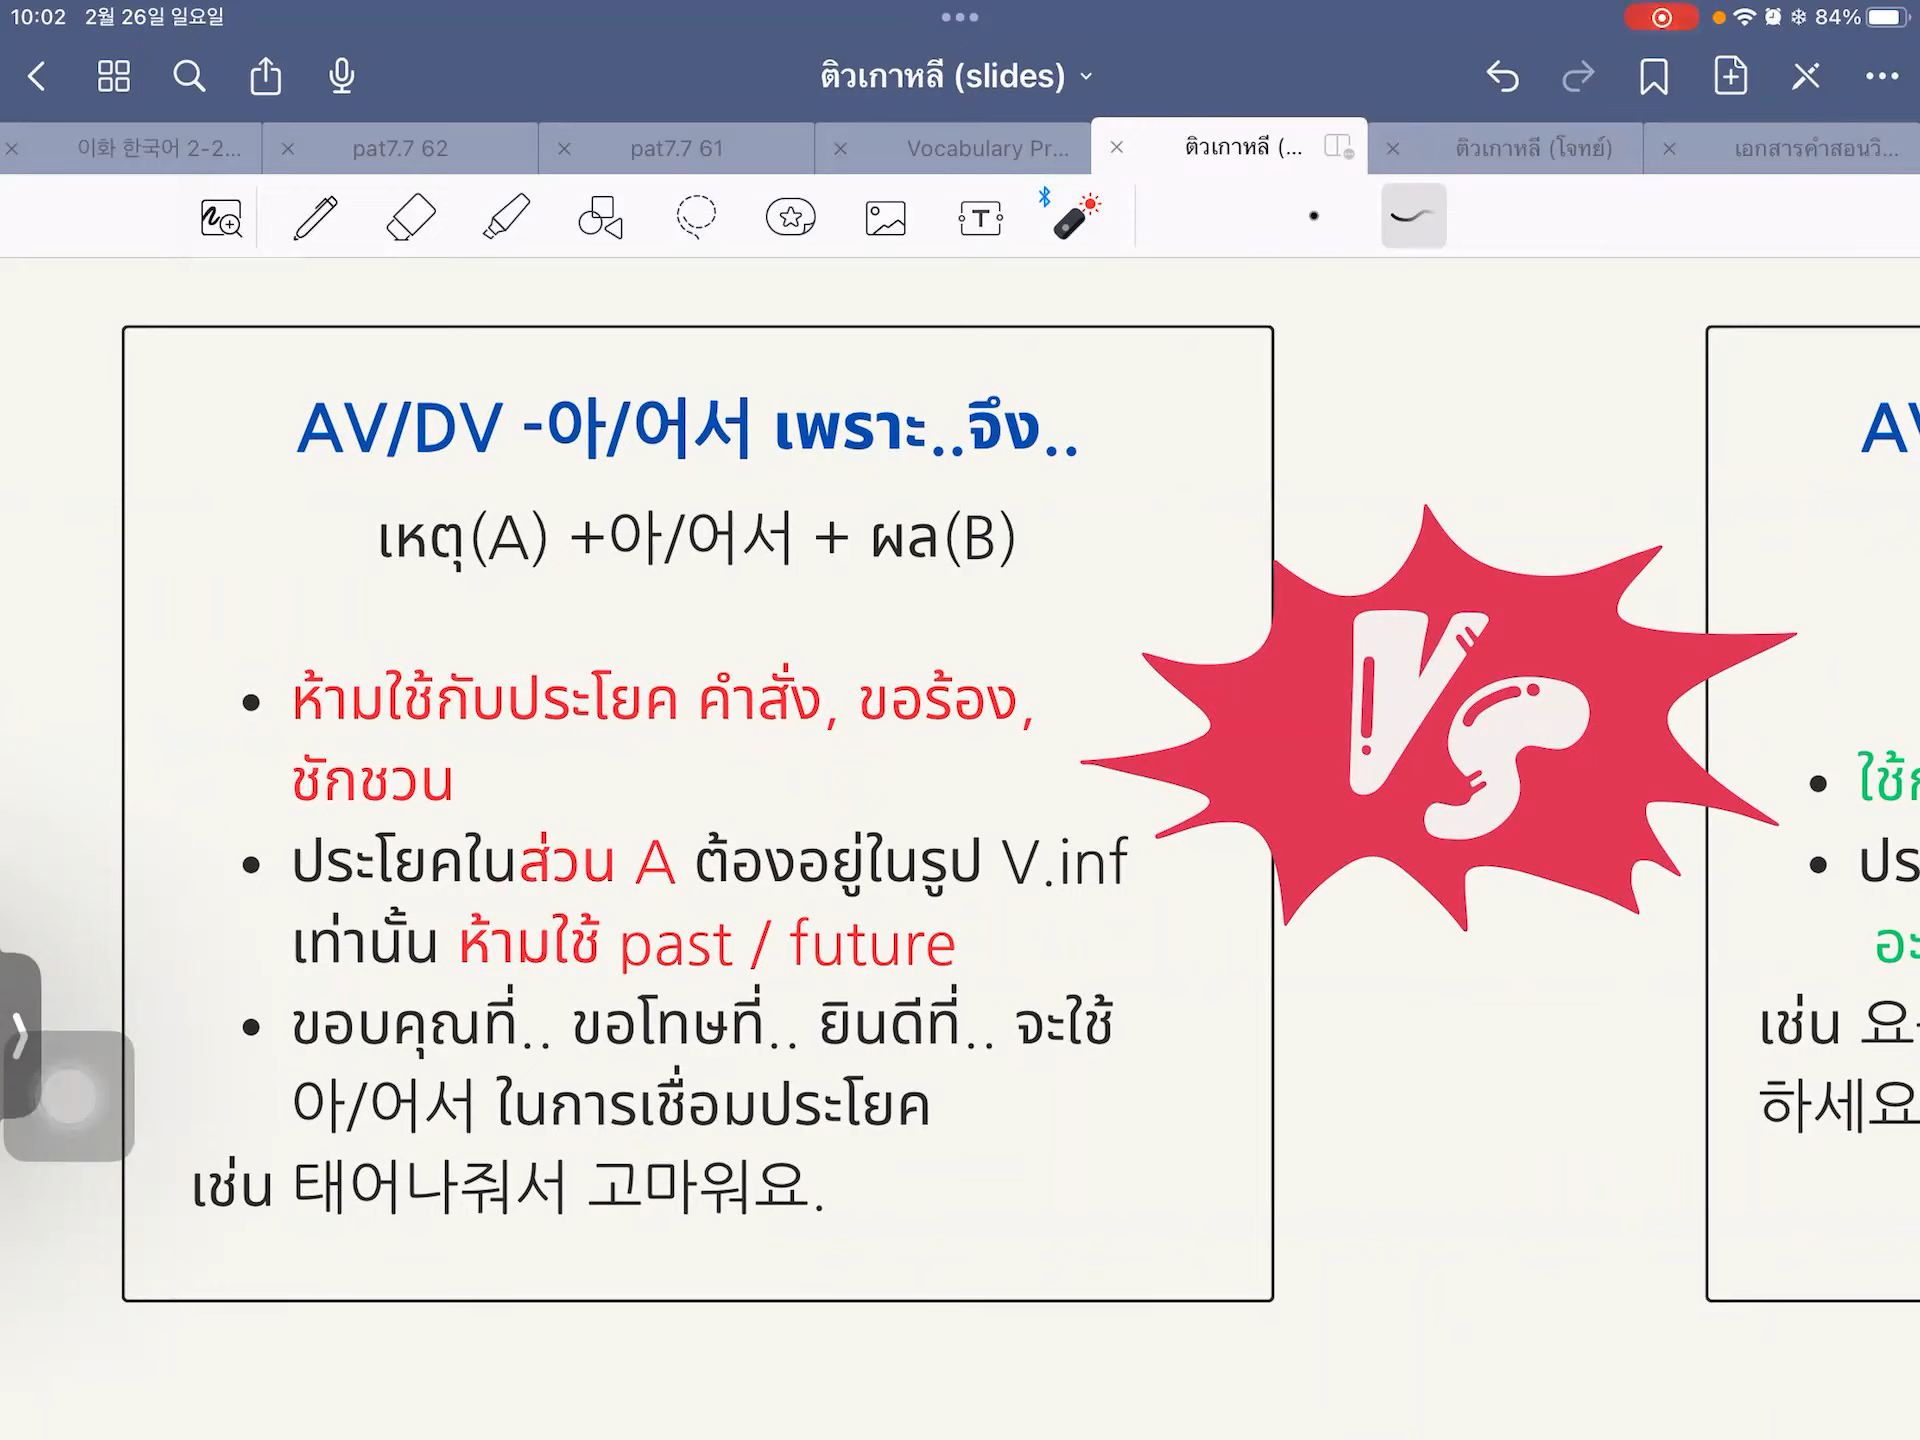 10:02 2월 26일 일요일
84%
ติวเกาหลี (slides)
이화 한국어 2-2...
pat7.7 62
pat7.7 61
Vocabulary Pr...
ติวเกาหลี (...
ติวเกาหลี (โจทย์)
เอกสารคำสอนวิ...
AV/DV -아/어서 เพราะ..จึง..
เหตุ(A) +아/어서 + ผล(B)
• ห้ามใช้กับประโยค คำสั่ง, ขอร้อง,
ชักชวน
• ประโยคในส่วน A ต้องอยู่ในรูป V.inf
เท่านั้น ห้ามใช้ past / future
• ขอบคุณที่.. ขอโทษที่.. ยินดีที่.. จะใช้
아/어서 ในการเชื่อมประโยค
เช่น 태어나줘서 고마워요.
VS
เช่น 요
하세요